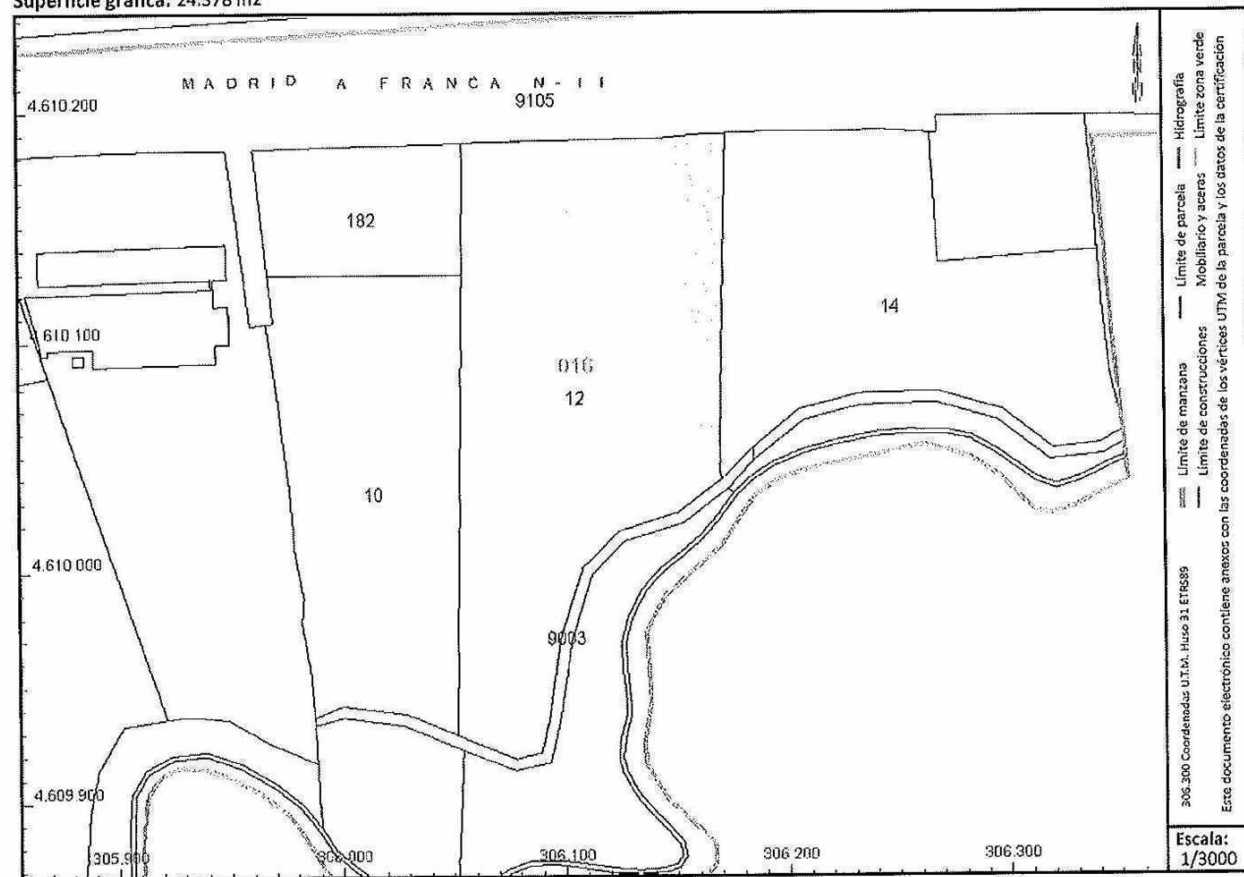 Superficie gráfica: 24.378 m2
MADRID A FRANCA N-II
9105
4.610.200
182
14
610 100
016
12
10
4.610 000
9003
4.609.900
305.900
306.000
306.100
306 200
306.300
306.300 Coordenadas U.T.M. Huso 31 ETRS89
Límite de manzana
Límite de parcela
Hidrografía
Límite de construcciones
Mobiliario y aceras
Límite zona verde
Este documento electrónico contiene anexos con las coordenadas de los vértices UTM de la parcela y los datos de la certificación
Escala:
1/3000